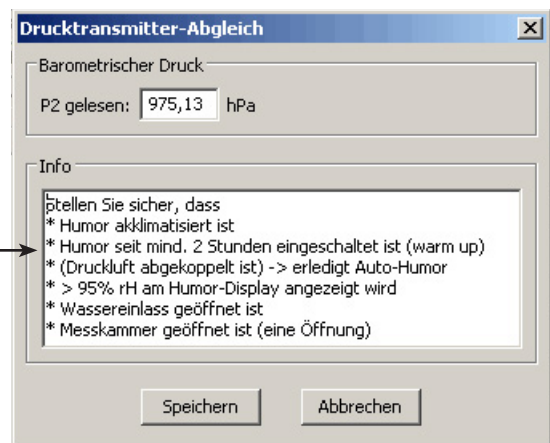 Drucktransmitter-Abgleich
Barometrischer Druck
P2 gelesen: 975,13 hPa
Info
Stellen Sie sicher, dass
* Humor akklimatisiert ist
* Humor seit mind. 2 Stunden eingeschaltet ist (warm up)
* (Druckluft abgekoppelt ist) -> erledigt Auto-Humor
* > 95% rH am Humor-Display angezeigt wird
* Wassereinlass geöffnet ist
* Messkammer geöffnet ist (eine Öffnung)
Speichern Abbrechen